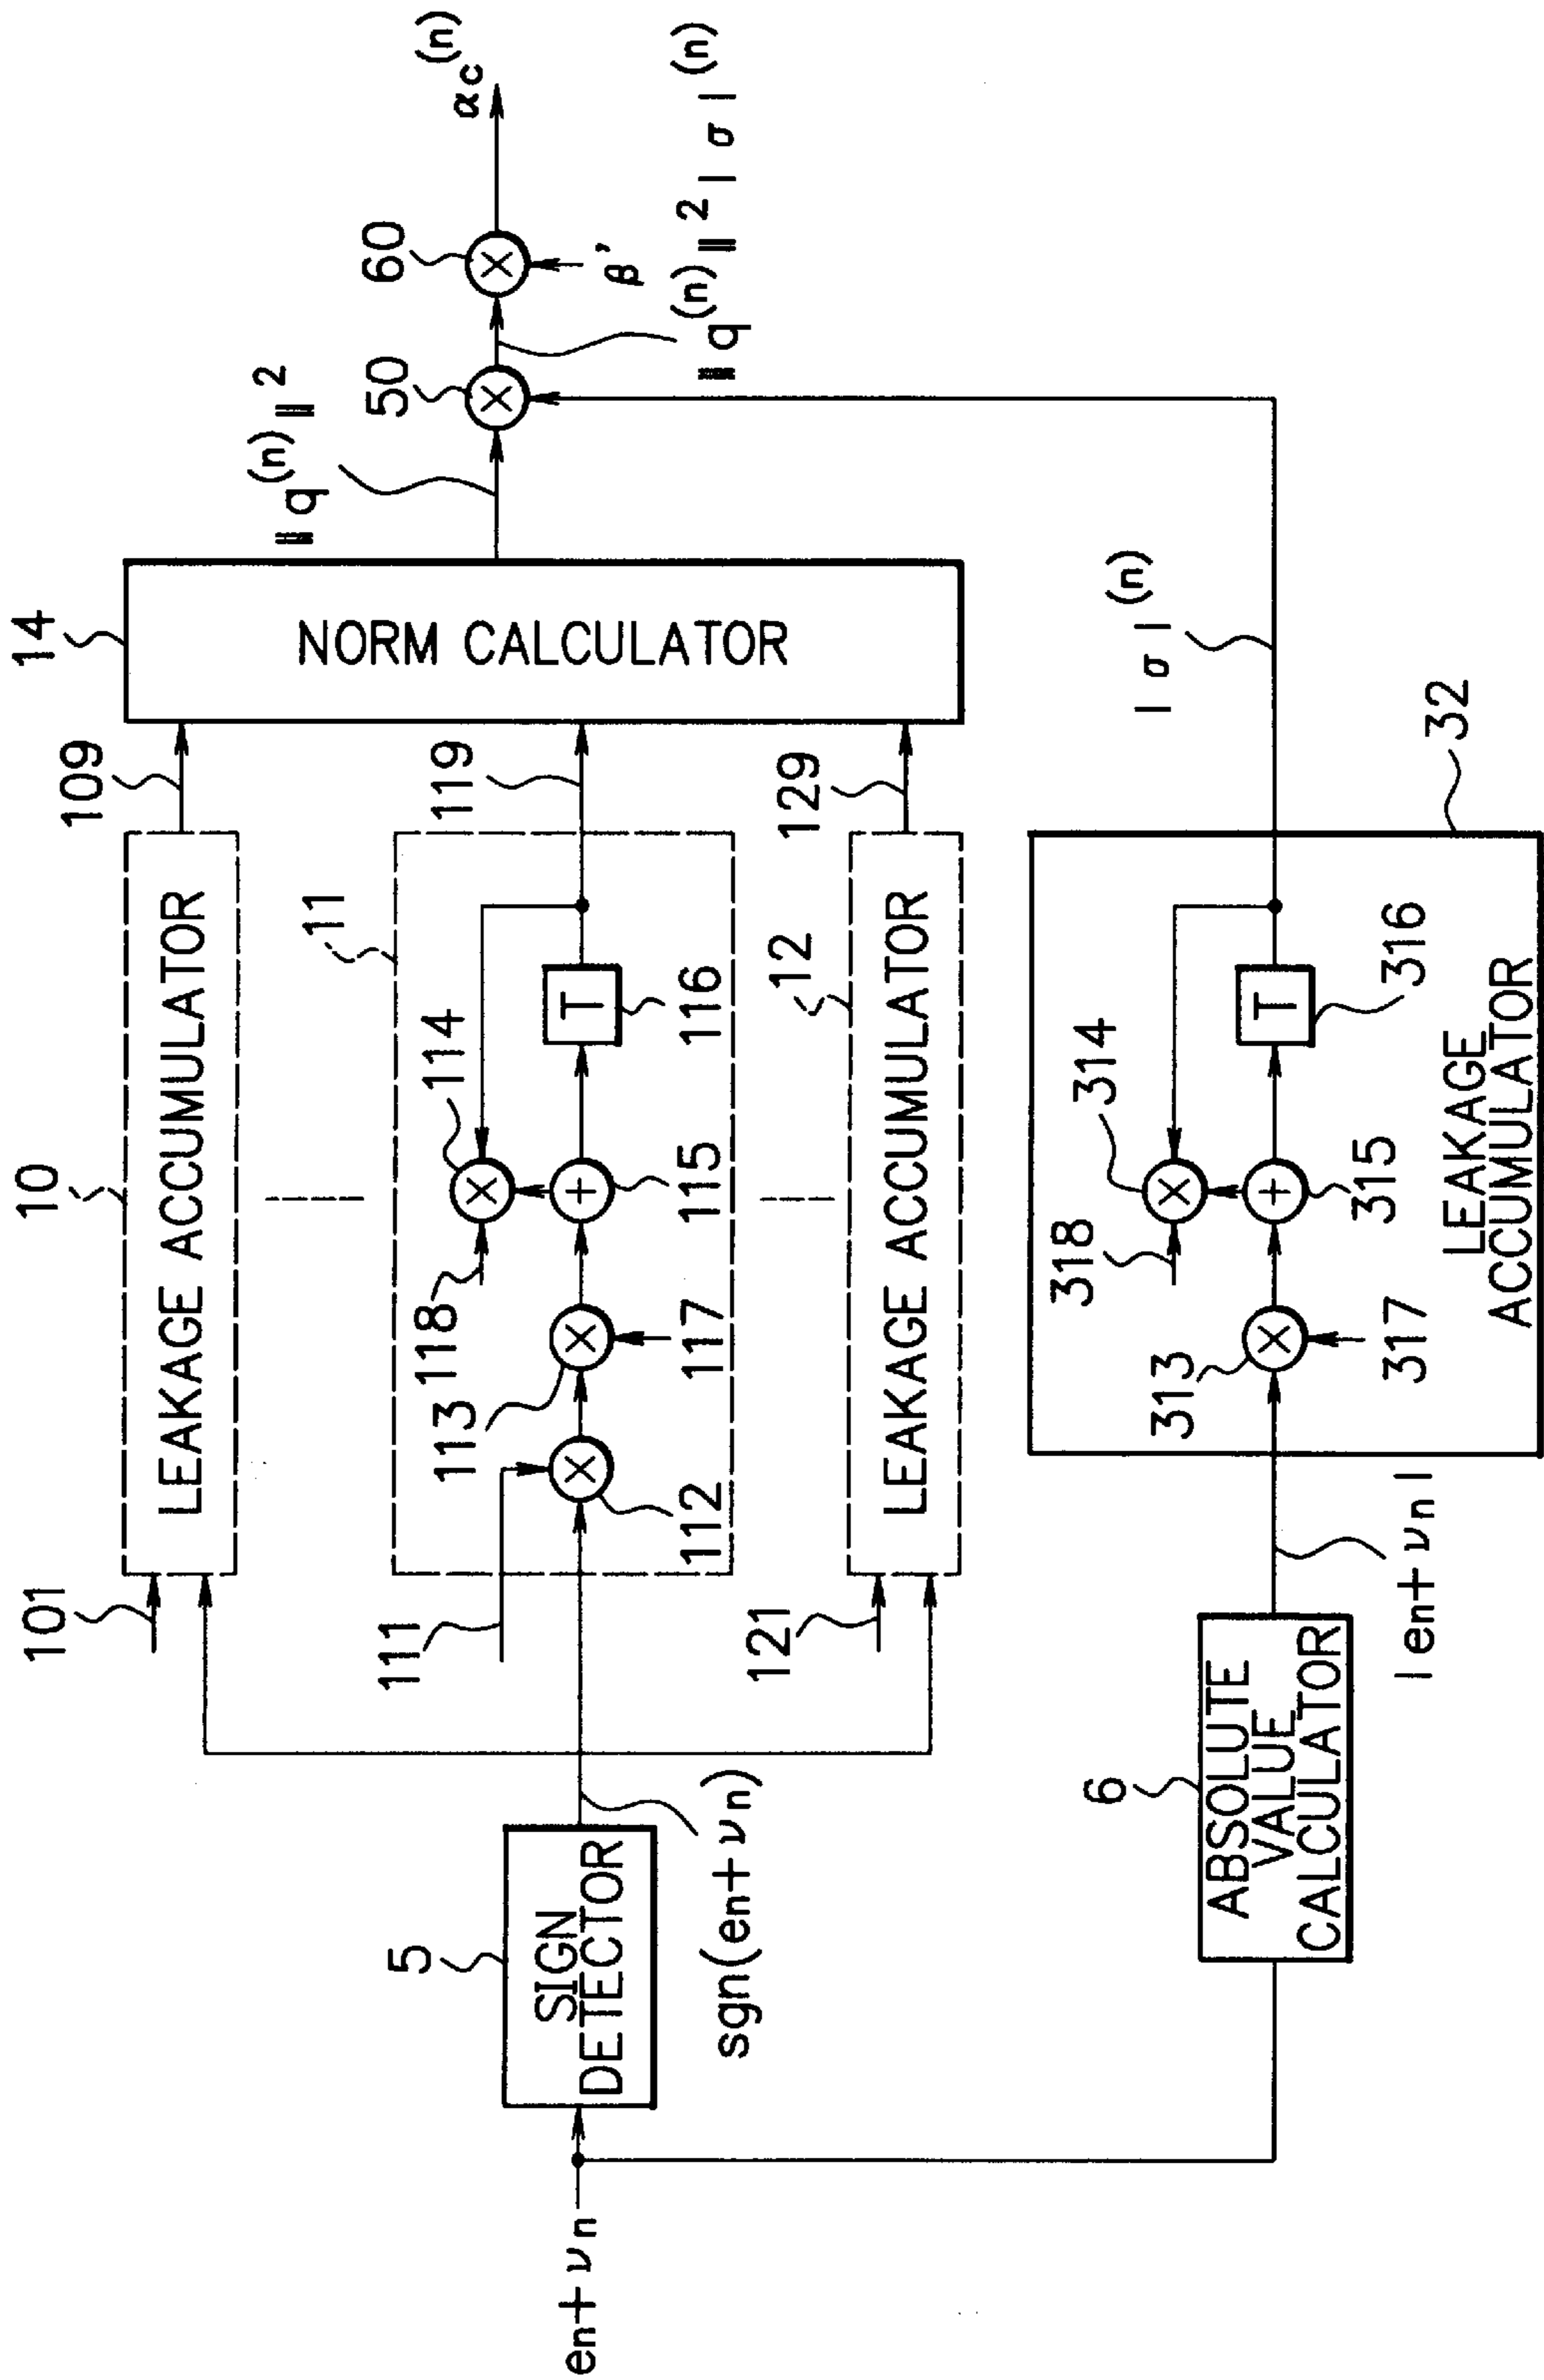 en+νn
5
SIGN
DETECTOR
sgn(en+νn)
6
ABSOLUTE
VALUE
CALCULATOR
|en+νn|
101
10
LEAKAGE ACCUMULATOR
109
111
11
112
113
117
118
114
115
T
116
119
121
12
LEAKAGE ACCUMULATOR
129
313
317
318
314
315
T
316
LEAKAGE
ACCUMULATOR
32
|σ|(n)
14
NORM CALCULATOR
‖q(n)‖2
50
‖q(n)‖2|σ|(n)
60
β'
αc(n)